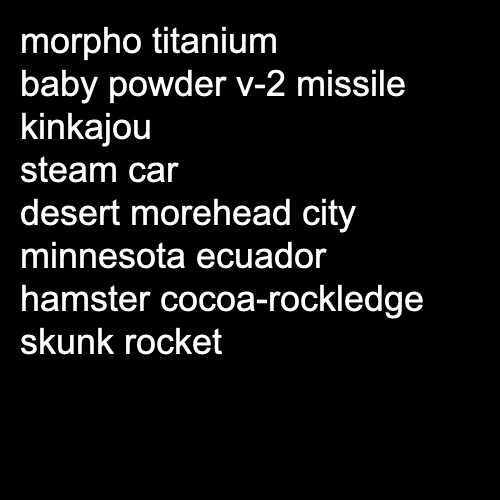 morpho titanium
baby powder v-2 missile
kinkajou
steam car
desert morehead city
minnesota ecuador
hamster cocoa-rockledge
skunk rocket